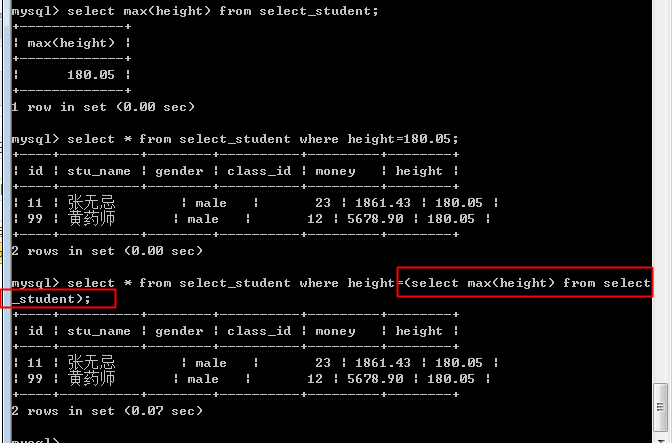 mysql> select max(height) from select_student;
+-------------+
| max(height) |
+-------------+
|      180.05 |
+-------------+
1 row in set (0.00 sec)
mysql> select * from select_student where height=180.05;
+----+----------+--------+----------+---------+--------+
| id | stu_name | gender | class_id | money   | height |
+----+----------+--------+----------+---------+--------+
| 11 | 张无忌         | male   |       23 | 1861.43 | 180.05 |
| 99 | 黄药师         | male   |       12 | 5678.90 | 180.05 |
+----+----------+--------+----------+---------+--------+
2 rows in set (0.00 sec)
mysql> select * from select_student where height=(select max(height) from select
_student);
+----+----------+--------+----------+---------+--------+
| id | stu_name | gender | class_id | money   | height |
+----+----------+--------+----------+---------+--------+
| 11 | 张无忌         | male   |       23 | 1861.43 | 180.05 |
| 99 | 黄药师         | male   |       12 | 5678.90 | 180.05 |
+----+----------+--------+----------+---------+--------+
2 rows in set (0.07 sec)
mysql>